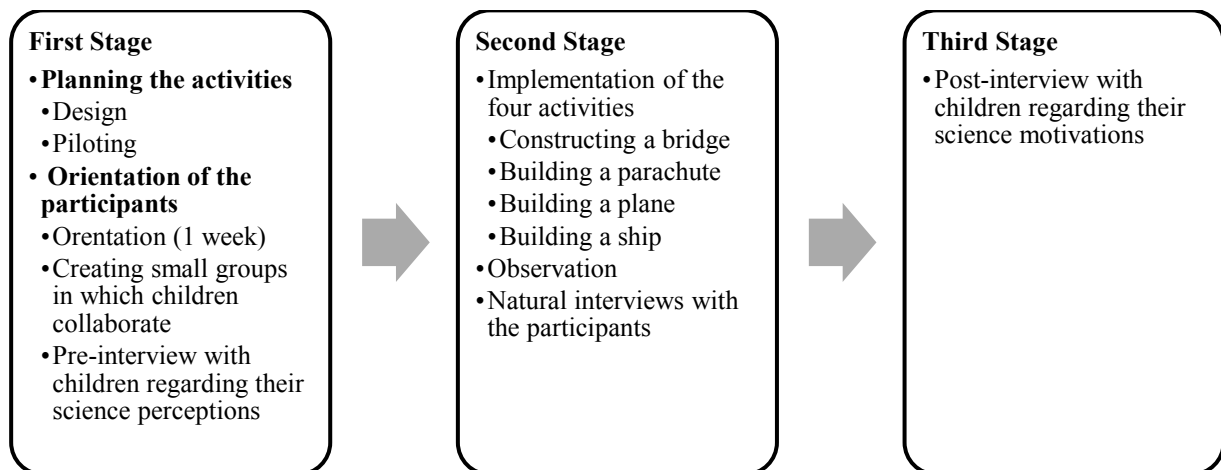 First Stage
•Planning the activities
•Design
•Piloting
• Orientation of the
participants
•Orentation (1 week)
•Creating small groups
in which children
collaborate
•Pre-interview with
children regarding their
science perceptions
Second Stage
•Implementation of the
four activities
•Constructing a bridge
•Building a parachute
•Building a plane
•Building a ship
•Observation
•Natural interviews with
the participants
Third Stage
•Post-interview with
children regarding their
science motivations